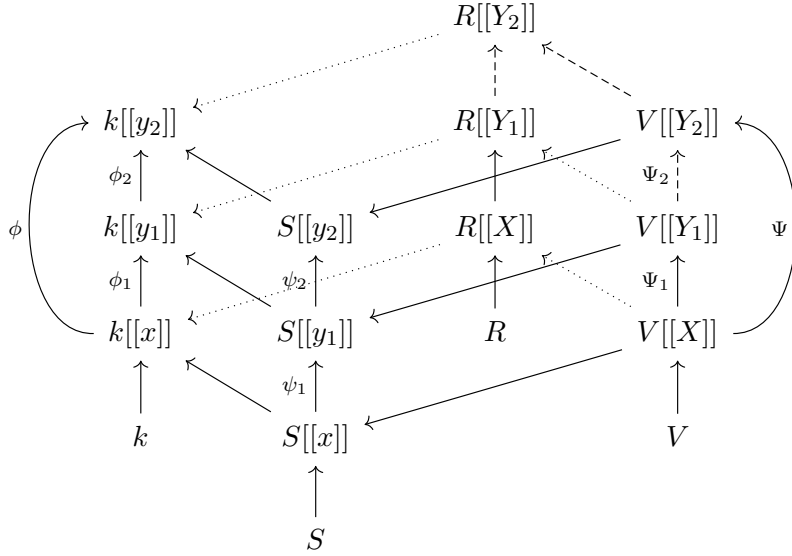 R[[Y_2]]
k[[y_2]] R[[Y_1]] V[[Y_2]]
ϕ_2 Ψ_2
ϕ k[[y_1]] S[[y_2]] R[[X]] V[[Y_1]] Ψ
ϕ_1 ψ_2 Ψ_1
k[[x]] S[[y_1]] R V[[X]]
ψ_1
k S[[x]] V
S